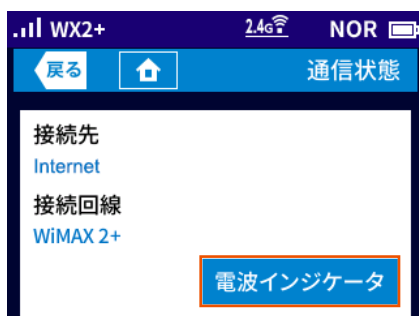 WX2+ 2.4G NOR
戻る 通信状態
接続先
Internet
接続回線
WiMAX 2+
電波インジケータ